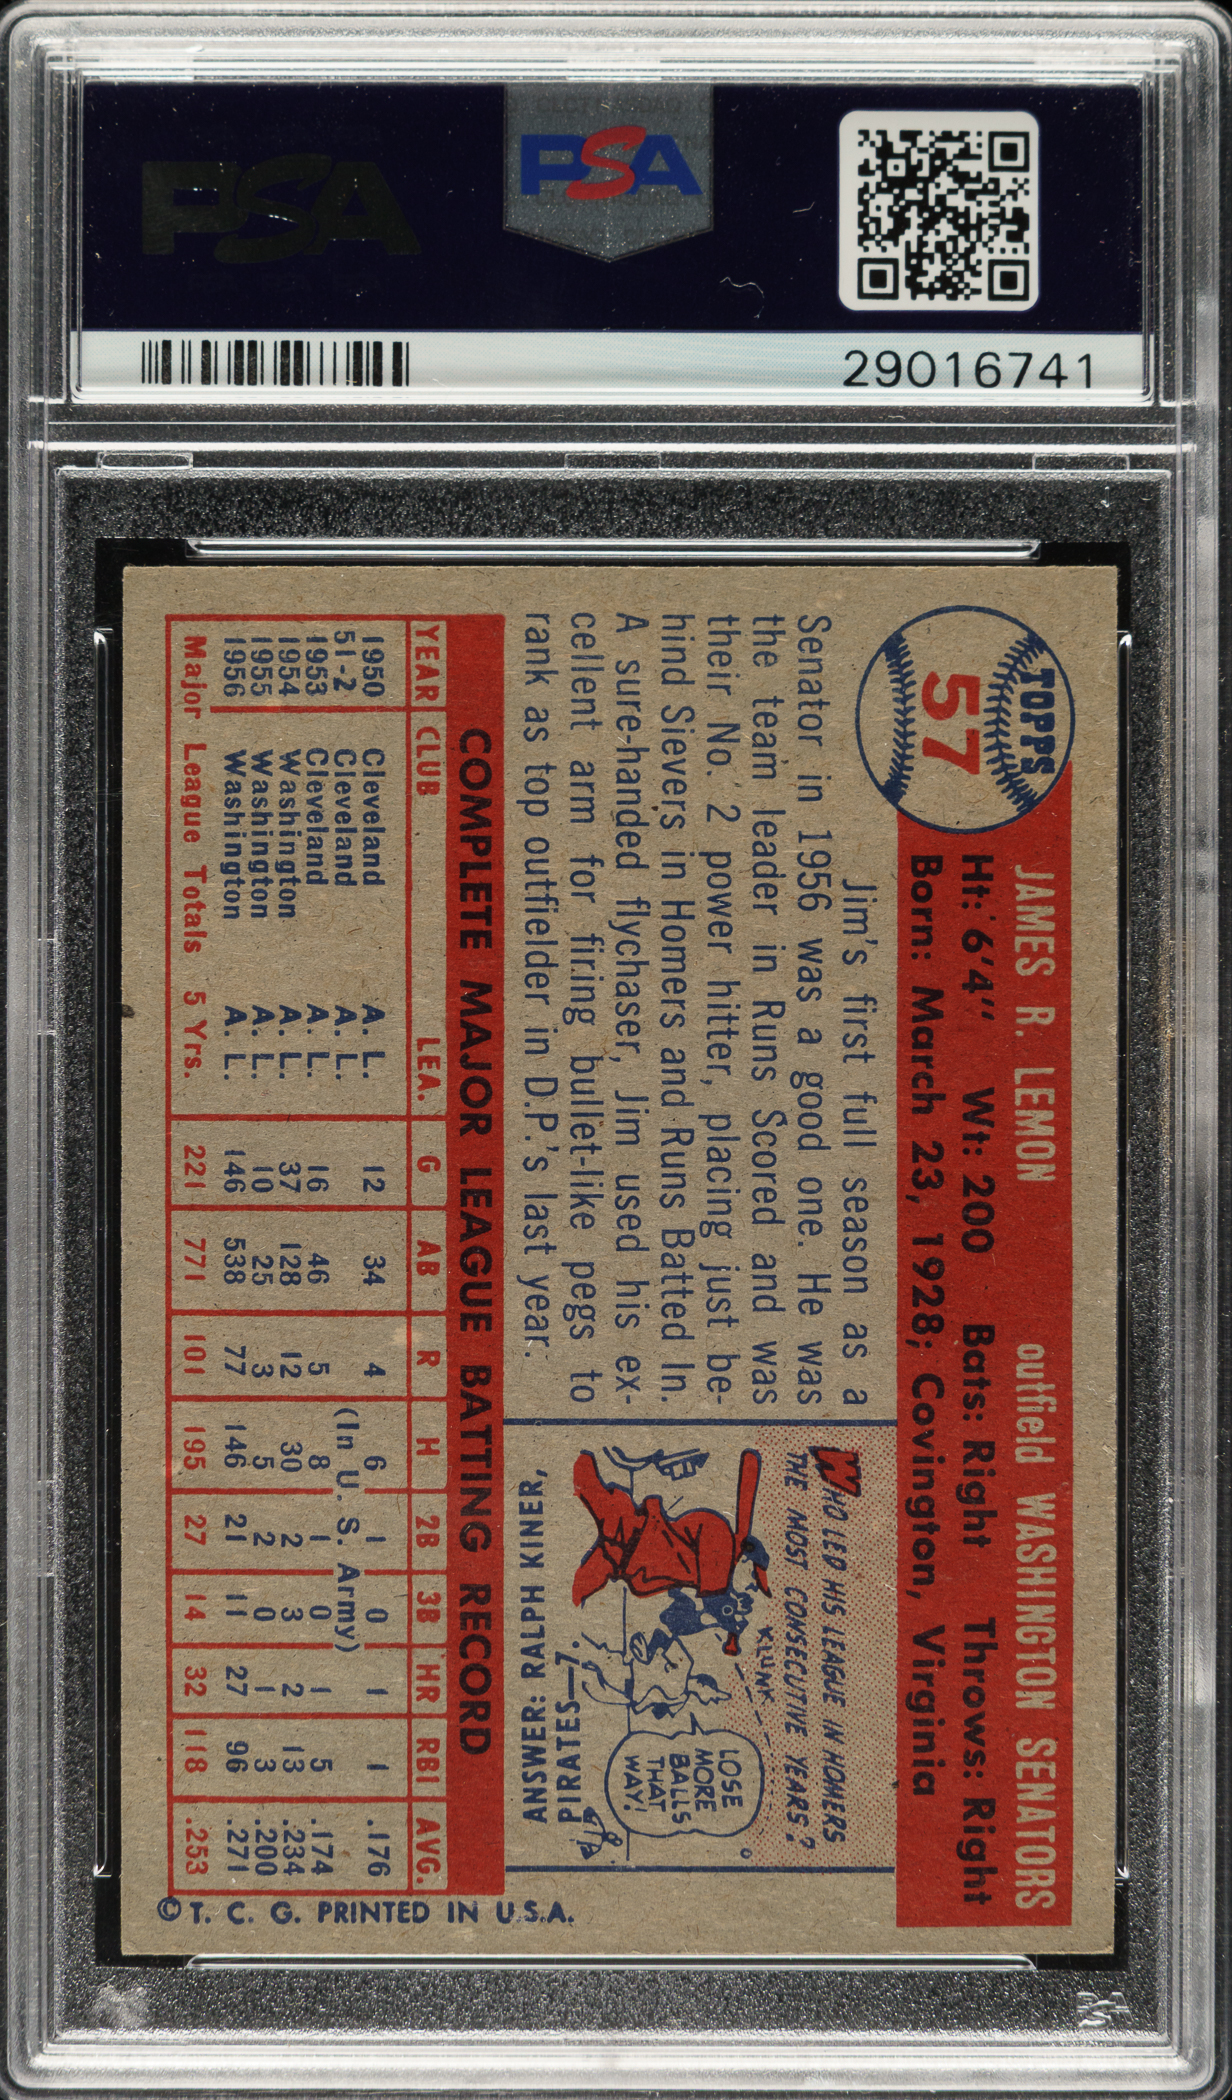 PSA
PSA
29016741
TOPPS
57
JAMES R. LEMON outfield WASHINGTON SENATORS
Ht: 6'4" Wt: 200 Bats: Right Throws: Right
Born: March 23, 1928; Covington, Virginia
Jim's first full season as a
Senator in 1956 was a good one. He was
the team leader in Runs Scored and was
their No. 2 power hitter, placing just be-
hind Sievers in Homers and Runs Batted In.
A sure-handed flychaser, Jim used his ex-
cellent arm for firing bullet-like pegs to
rank as top outfielder in D.P.'s last year.
WHO LED HIS LEAGUE IN HOMERS
THE MOST CONSECUTIVE YEARS?
KLUNK
LOSE
MORE
BALLS
THAT
WAY!
ANSWER: RALPH KINER,
PIRATES—7.
COMPLETE MAJOR LEAGUE BATTING RECORD
YEAR CLUB LEA. G AB R H 2B 3B HR RBI AVG.
1950 Cleveland A. L. 12 34 4 6 1 0 1 1 .176
51-2 Cleveland A. L. (In U. S. Army)
1953 Cleveland A. L. 16 46 5 8 1 0 1 5 .174
1954 Washington A. L. 37 128 12 30 2 3 2 13 .234
1955 Washington A. L. 10 25 3 5 2 0 1 3 .200
1956 Washington A. L. 146 538 77 146 21 11 27 96 .271
Major League Totals 5 Yrs. 221 771 101 195 27 14 32 118 .253
© T. C. G. PRINTED IN U.S.A.
PSA